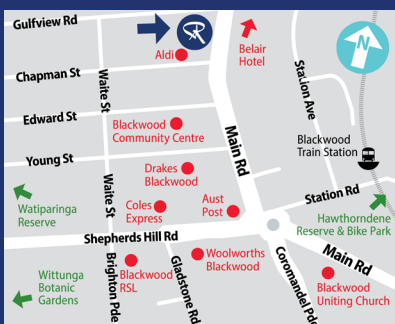 Gulfview Rd
Aldi
Belair
Hotel
N
Chapman St
Waite St
Station Ave
Edward St
Blackwood
Community Centre
Main Rd
Blackwood
Train Station
Young St
Drakes
Blackwood
Waite St
Station Rd
Watiparinga
Reserve
Coles
Express
Aust
Post
Hawthorndene
Reserve & Bike Park
Shepherds Hill Rd
Main Rd
Wittunga
Botanic
Gardens
Brighton Pde
Blackwood
RSL
Gladstone Rd
Woolworths
Blackwood
Coromandel Pde
Blackwood
Uniting Church